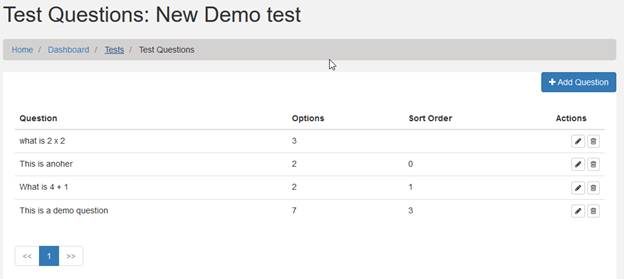 Test Questions: New Demo test
Home / Dashboard / Tests / Test Questions
+ Add Question
Question Options Sort Order Actions
what is 2 x 2 3
This is anoher 2 0
What is 4 + 1 2 1
This is a demo question 7 3
<< 1 >>